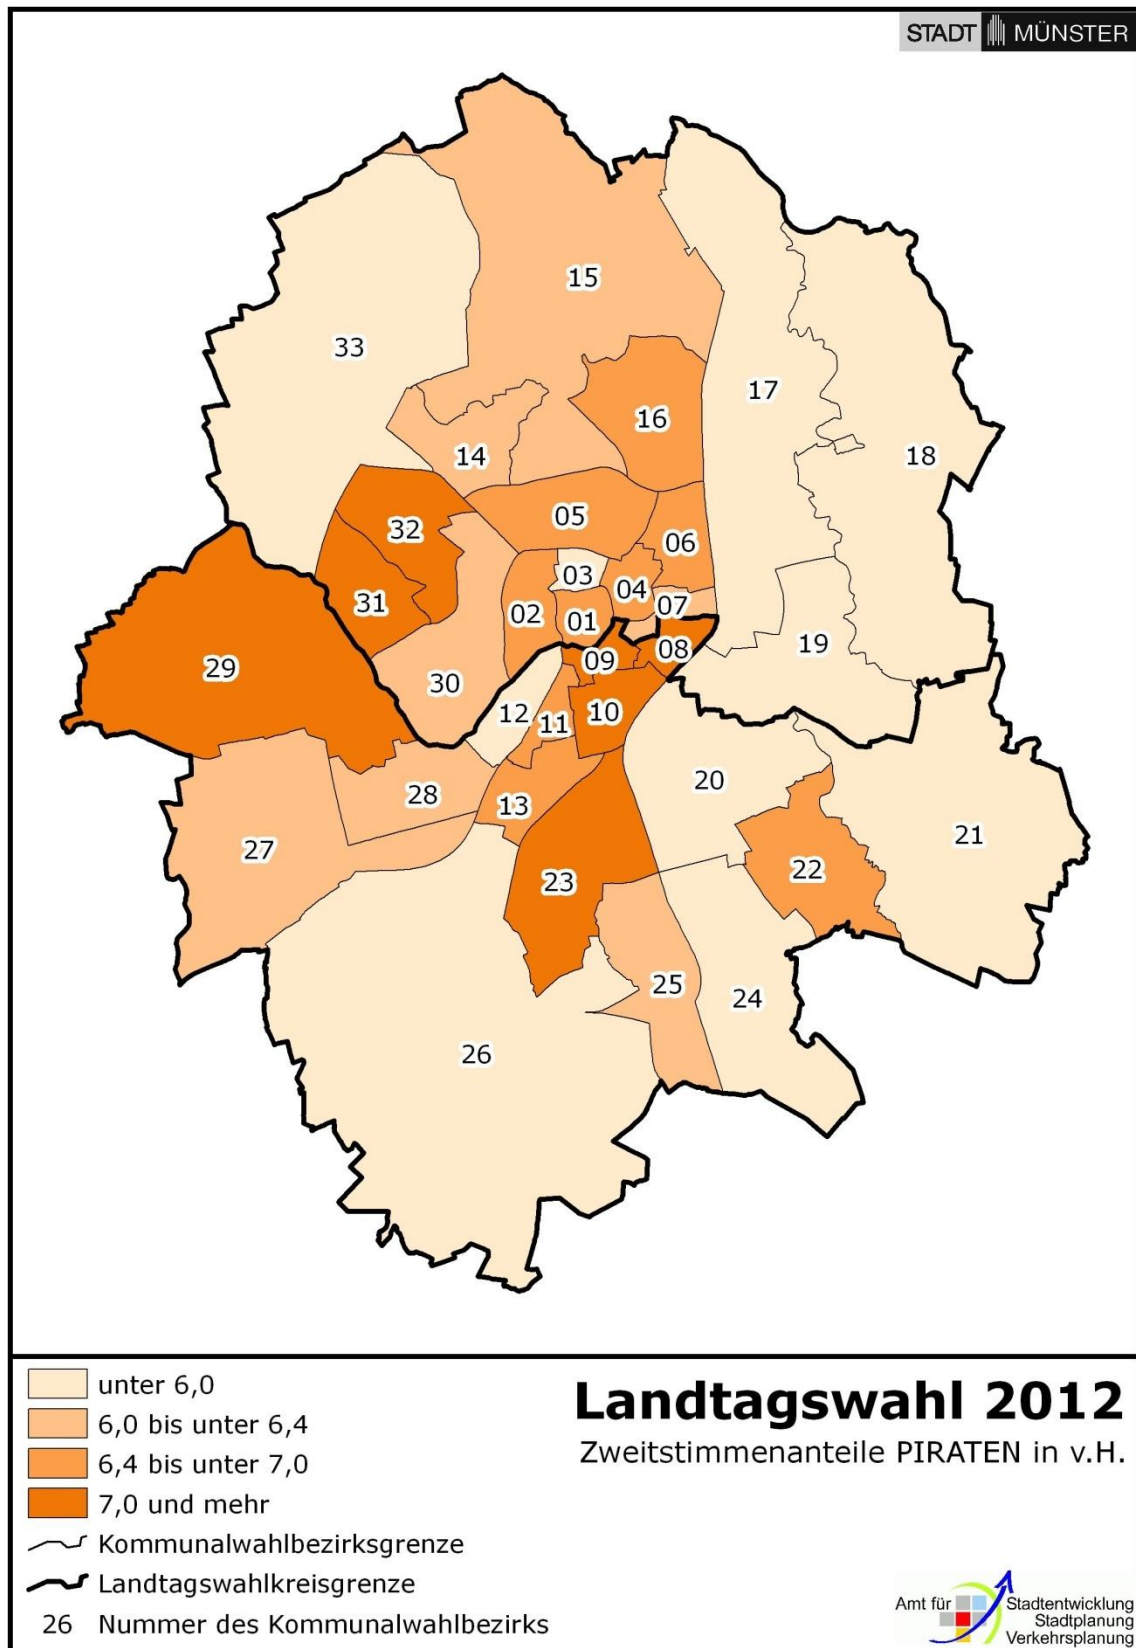 STADT MÜNSTER
15
33
17
16
18
14
05
32
06
03
04
31
07
02
01
19
08
09
29
30
12
10
11
20
28
13
21
27
22
23
25
24
26
unter 6,0
6,0 bis unter 6,4
6,4 bis unter 7,0
7,0 und mehr
Kommunalwahlbezirksgrenze
Landtagswahlkreisgrenze
26 Nummer des Kommunalwahlbezirks
Landtagswahl 2012
Zweitstimmenanteile PIRATEN in v.H.
Amt für Stadtentwicklung
Stadtplanung
Verkehrsplanung